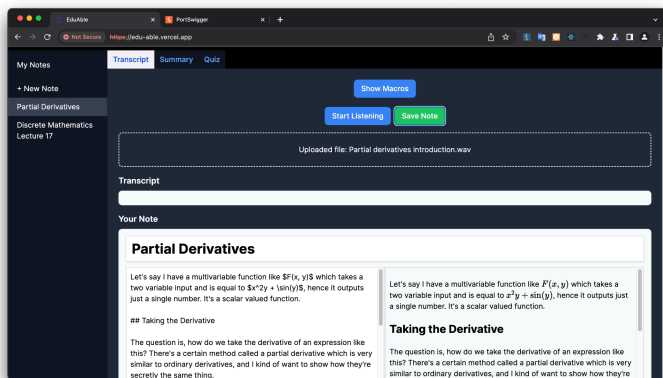 EduAble
PortSwigger
Not Secure https://edu-able.vercel.app
My Notes
+ New Note
Partial Derivatives
Discrete Mathematics
Lecture 17
Transcript Summary Quiz
Show Macros
Start Listening Save Note
Uploaded file: Partial derivatives introduction.wav
Transcript
Your Note
Partial Derivatives
Let's say I have a multivariable function like $F(x, y)$ which takes a
two variable input and is equal to $x^2y + \sin(y)$, hence it outputs
just a single number. It's a scalar valued function.
## Taking the Derivative
The question is, how do we take the derivative of an expression like
this? There's a certain method called a partial derivative which is very
similar to ordinary derivatives, and I kind of want to show how they're
secretly the same thing.
Let's say I have a multivariable function like F(x, y) which takes a
two variable input and is equal to x²y + sin(y), hence it outputs just
a single number. It's a scalar valued function.
Taking the Derivative
The question is, how do we take the derivative of an expression like
this? There's a certain method called a partial derivative which is very
similar to ordinary derivatives, and I kind of want to show how they're